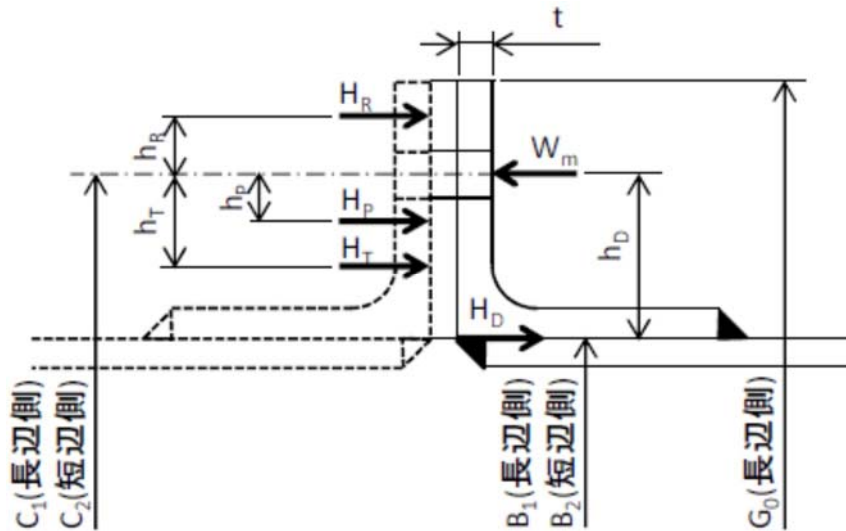 t
H_R
h_R
W_m
h_P
H_P
h_T
H_T
h_D
H_D
C_1(長辺側)
C_2(短辺側)
B_1(長辺側)
B_2(短辺側)
G_0(長辺側)